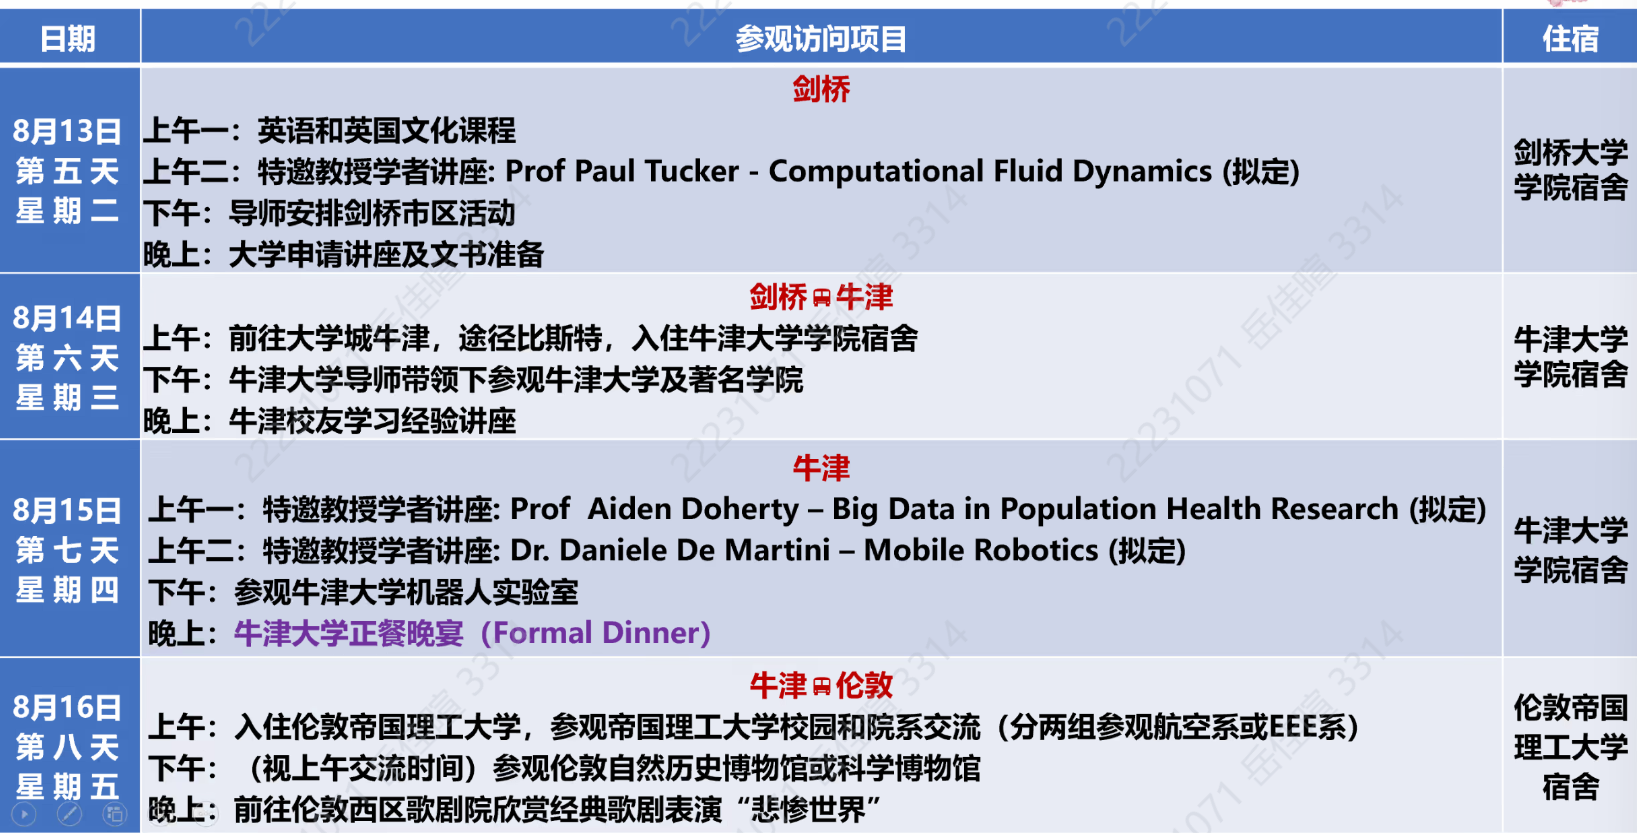 日期
参观访问项目
住宿
8月13日
第五天
星期二
剑桥
上午一：英语和英国文化课程
上午二：特邀教授学者讲座: Prof Paul Tucker - Computational Fluid Dynamics (拟定)
下午：导师安排剑桥市区活动
晚上：大学申请讲座及文书准备
剑桥大学
学院宿舍
8月14日
第六天
星期三
剑桥 牛津
上午：前往大学城牛津，途径比斯特，入住牛津大学学院宿舍
下午：牛津大学导师带领下参观牛津大学及著名学院
晚上：牛津校友学习经验讲座
牛津大学
学院宿舍
8月15日
第七天
星期四
牛津
上午一：特邀教授学者讲座: Prof  Aiden Doherty – Big Data in Population Health Research (拟定)
上午二：特邀教授学者讲座: Dr. Daniele De Martini – Mobile Robotics (拟定)
下午：参观牛津大学机器人实验室
晚上：牛津大学正餐晚宴（Formal Dinner）
牛津大学
学院宿舍
8月16日
第八天
星期五
牛津 伦敦
上午：入住伦敦帝国理工大学，参观帝国理工大学校园和院系交流（分两组参观航空系或EEE系）
下午：（视上午交流时间）参观伦敦自然历史博物馆或科学博物馆
晚上：前往伦敦西区歌剧院欣赏经典歌剧表演“悲惨世界”
伦敦帝国
理工大学
宿舍
22231071 岳佳暄 3314
22231071 岳佳暄 3314
22231071 岳佳暄 3314